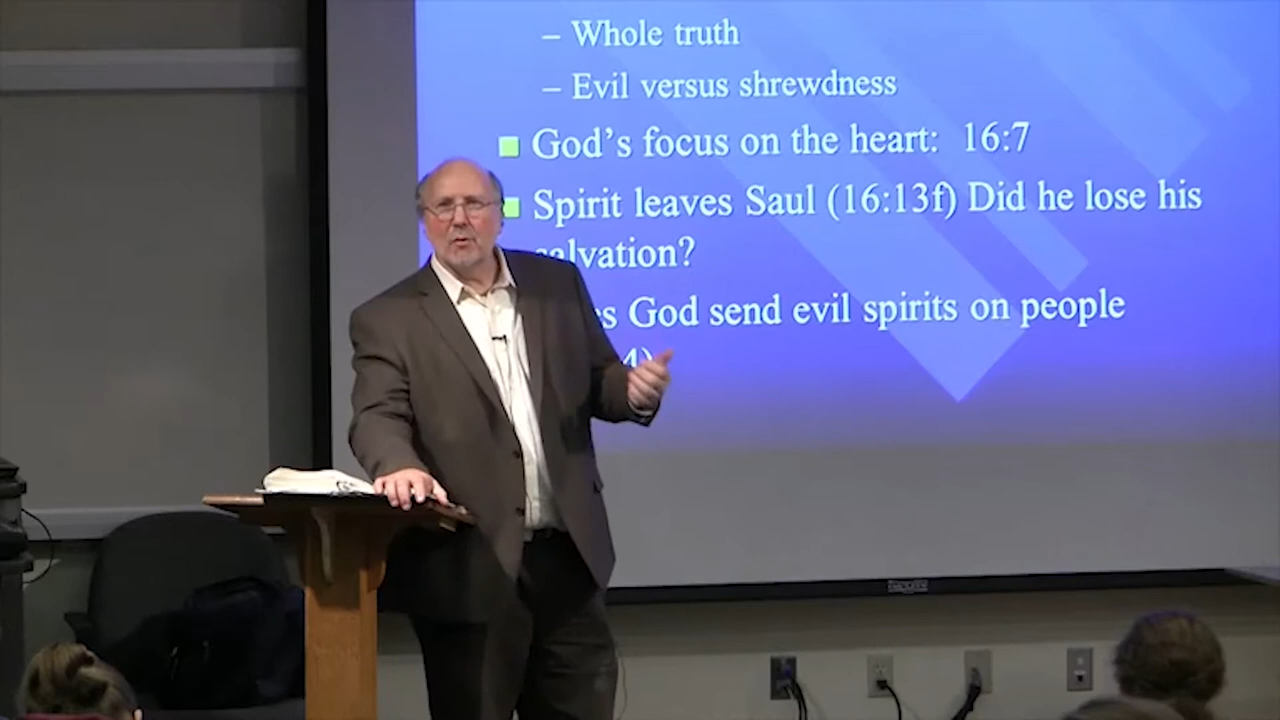 – Whole truth
– Evil versus shrewdness
God's focus on the heart: 16:7
Spirit leaves Saul (16:13f) Did he lose his
salvation?
God send evil spirits on people